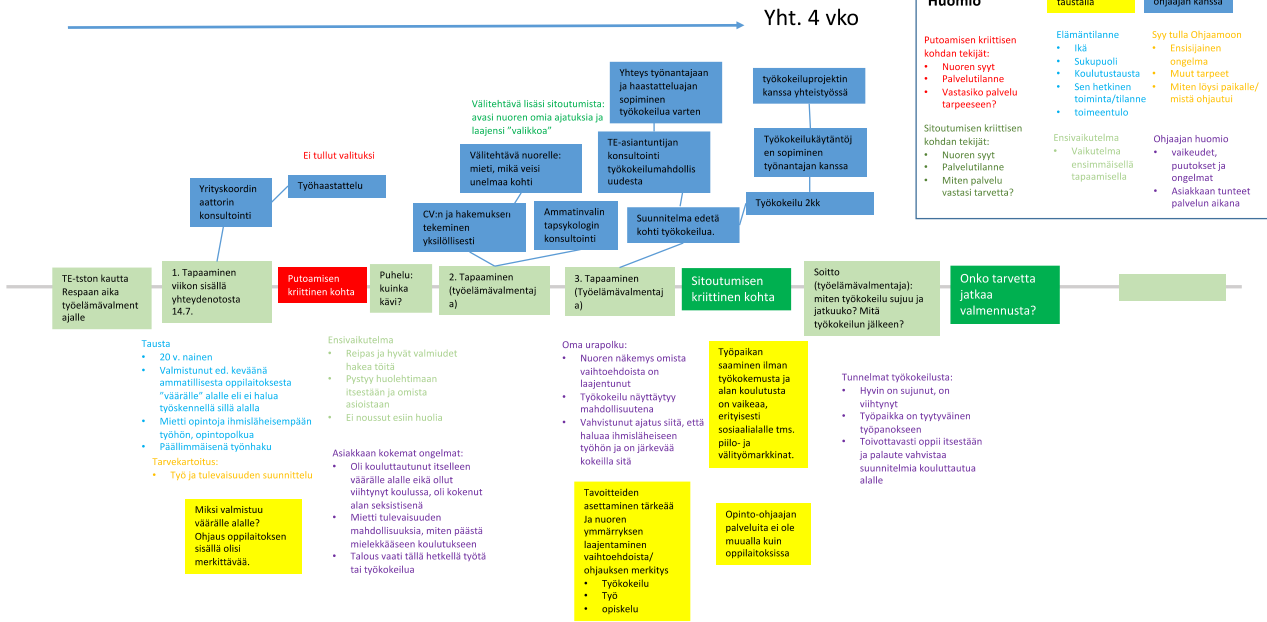 Yht. 4 vko
Huomio
taustalla
ohjaajan kanssa
Putoamisen kriittisen
kohdan tekijät:
• Nuoren syyt
• Palvelutilanne
• Vastasiko palvelu
tarpeeseen?
Elämäntilanne
• Ikä
• Sukupuoli
• Koulutustausta
• Sen hetkinen
toiminta/tilanne
• toimeentulo
Syy tulla Ohjaamoon
• Ensisijainen
ongelma
• Muut tarpeet
• Miten löysi paikalle/
mistä ohjautui
Sitoutumisen kriittisen
kohdan tekijät:
• Nuoren syyt
• Palvelutilanne
• Miten palvelu
vastasi tarvetta?
Ensivaikutelma
• Vaikutelma
ensimmäisellä
tapaamisella
Ohjaajan huomio
• vaikeudet,
puutokset ja
ongelmat
• Asiakkaan tunteet
palvelun aikana
Ei tullut valituksi
Yrityskoordin
aattorin
konsultointi
Työhaastattelu
Välitehtävä lisäsi sitoutumista:
avasi nuoren omia ajatuksia ja
laajensi ”valikkoa”
Välitehtävä nuorelle:
mieti, mikä veisi
unelmaa kohti
CV:n ja hakemuksen
tekeminen
yksilöllisesti
Ammatinvalin
tapsykologin
konsultointi
Yhteys työnantajaan
ja haastatteluajan
sopiminen
työkokeilua varten
TE-asiantuntijan
konsultointi
työkokeilumahdollis
uudesta
Suunnitelma edetä
kohti työkokeilua.
työkokeiluprojektin
kanssa yhteistyössä
Työkokeilukäytäntöj
en sopiminen
työnantajan kanssa
Työkokeilu 2kk
TE-tston kautta
Respaan aika
työelämävalment
ajalle
1. Tapaaminen
viikon sisällä
yhteydenotosta
14.7.
Putoamisen
kriittinen kohta
Puhelu:
kuinka
kävi?
2. Tapaaminen
(työelämävalmentaj
a)
3. Tapaaminen
(Työelämävalmentaj
a)
Sitoutumisen
kriittinen kohta
Soitto
(työelämävalmentaja):
miten työkokeilu sujuu ja
jatkuuko? Mitä
työkokeilun jälkeen?
Onko tarvetta
jatkaa
valmennusta?
Tausta
• 20 v. nainen
• Valmistunut ed. keväänä
ammatillisesta oppilaitoksesta
”väärälle” alalle eli ei halua
työskennellä sillä alalla
• Mietti opintoja ihmisläheisempään
työhön, opintopolkua
• Päällimmäisenä työnhaku
Tarvekartoitus:
• Työ ja tulevaisuuden suunnittelu
Miksi valmistuu
väärälle alalle?
Ohjaus oppilaitoksen
sisällä olisi
merkittävää.
Ensivaikutelma
• Reipas ja hyvät valmiudet
hakea töitä
• Pystyy huolehtimaan
itsestään ja omista
asioistaan
• Ei noussut esiin huolia
Asiakkaan kokemat ongelmat:
• Oli kouluttautunut itselleen
väärälle alalle eikä ollut
viihtynyt koulussa, oli kokenut
alan seksistisenä
• Mietti tulevaisuuden
mahdollisuuksia, miten päästä
mielekkääseen koulutukseen
• Talous vaati tällä hetkellä työtä
tai työkokeilua
Oma urapolku:
• Nuoren näkemys omista
vaihtoehdoista on
laajentunut
• Työkokeilu näyttäytyy
mahdollisuutena
• Vahvistunut ajatus siitä, että
haluaa ihmisläheiseen
työhön ja on järkevää
kokeilla sitä
Tavoitteiden
asettaminen tärkeää
Ja nuoren
ymmärryksen
laajentaminen
vaihtoehdoista/
ohjauksen merkitys
• Työkokeilu
• Työ
• opiskelu
Työpaikan
saaminen ilman
työkokemusta ja
alan koulutusta
on vaikeaa,
erityisesti
sosiaalialalle tms.
piilo- ja
välityömarkkinat.
Opinto-ohjaajan
palveluita ei ole
muualla kuin
oppilaitoksissa
Tunnelmat työkokeilusta:
• Hyvin on sujunut, on
viihtynyt
• Työpaikka on tyytyväinen
työpanokseen
• Toivottavasti oppii itsestään
ja palaute vahvistaa
suunnitelmia kouluttautua
alalle